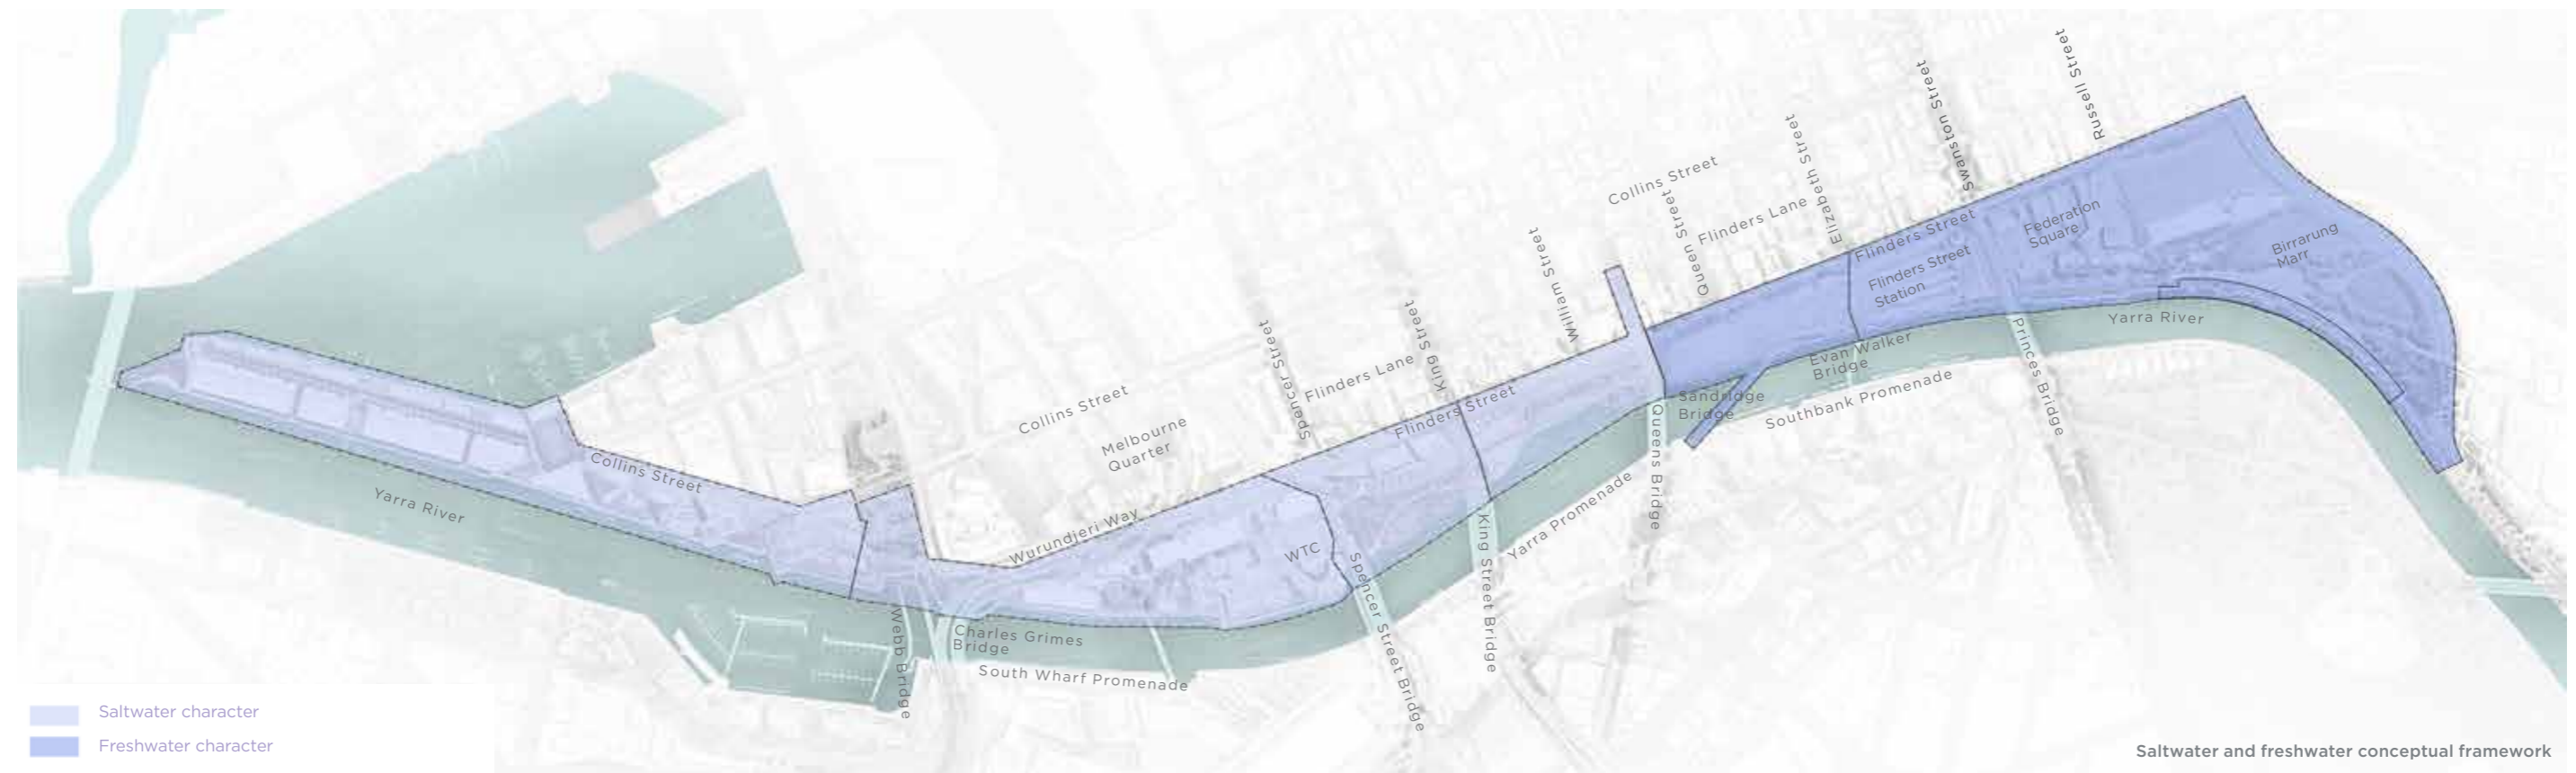 Russell Street
Swanston Street
Elizabeth Street
Collins Street
Queen Street
Flinders Lane
Flinders Street
Flinders Street
Station
Federation
Square
Birrarung
Marr
William Street
King Street
Spencer Street
Flinders Lane
Flinders Street
Collins Street
Melbourne
Quarter
Wurundjeri Way
WTC
Collins Street
Yarra River
Yarra River
Princes Bridge
Evan Walker
Bridge
Southbank Promenade
Sandridge
Bridge
Queens Bridge
Yarra Promenade
King Street Bridge
Spencer Street Bridge
Charles Grimes
Bridge
Webb Bridge
South Wharf Promenade
Saltwater character
Freshwater character
Saltwater and freshwater conceptual framework